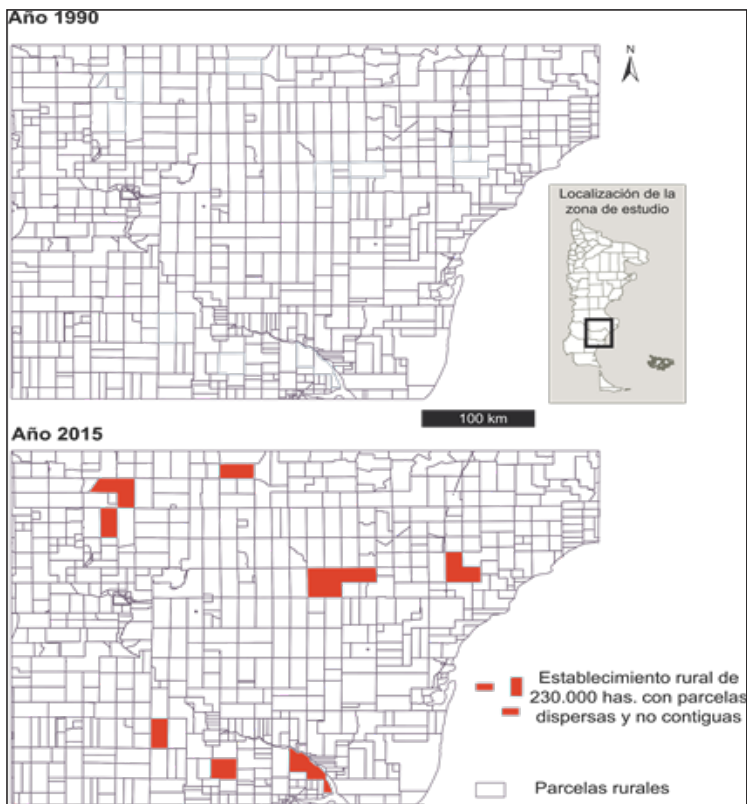 Año 1990
N
Localización de la
zona de estudio
100 km
Año 2015
Establecimiento rural de
230.000 has. con parcelas
dispersas y no contiguas
Parcelas rurales